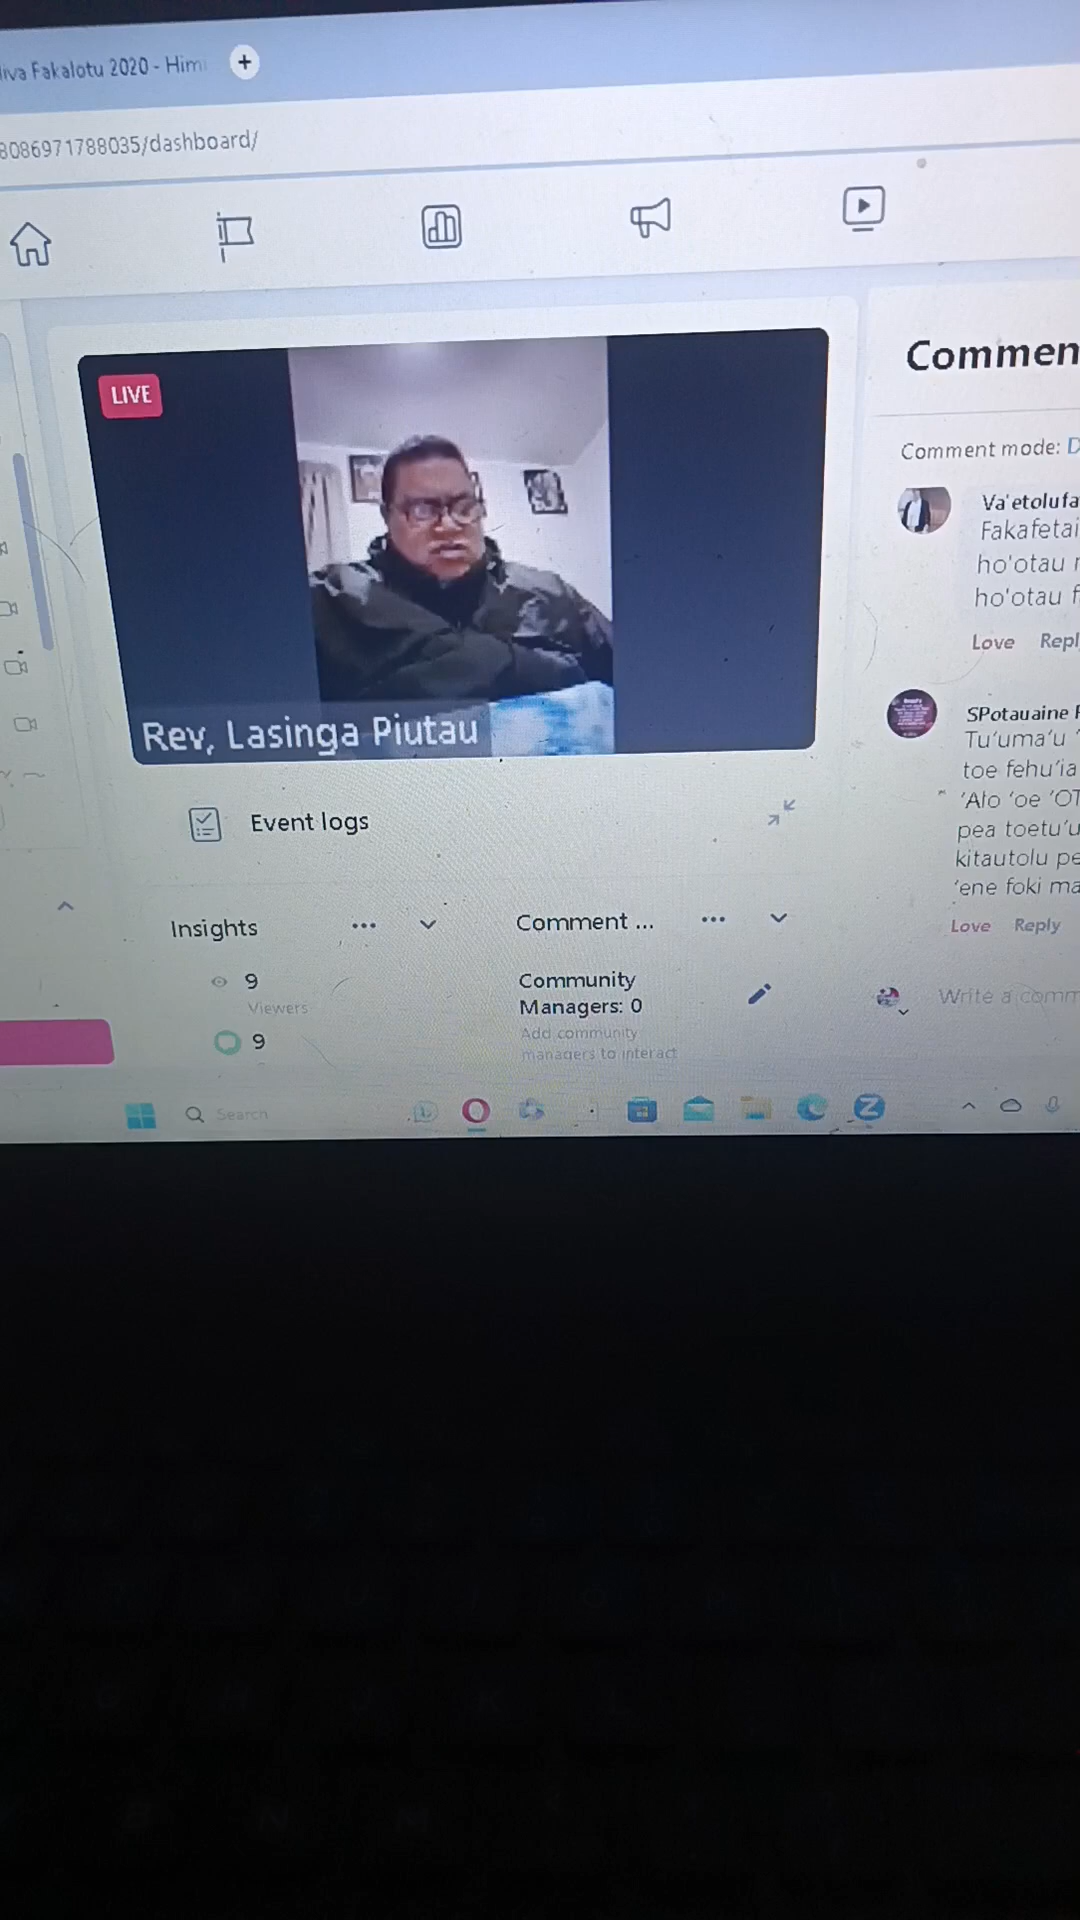 Fakalotu 2020 - Him
8086971788035/dashboard/
LIVE
Rev, Lasinga Piutau
Event logs
Insights
9
Viewers
9
Comment ...
Community
Managers: 0
Add community
managers to interact
Commen
Comment mode: D
Va'etolufa
Fakafetai
ho'otau
ho'otau f
Love Repl
SPotauaine
Tu'uma'u '
toe fehu'ia
'Alo 'oe 'OT
pea toetu'u
kitautolu pe
'ene foki ma
Love Reply
Write a comm
Search